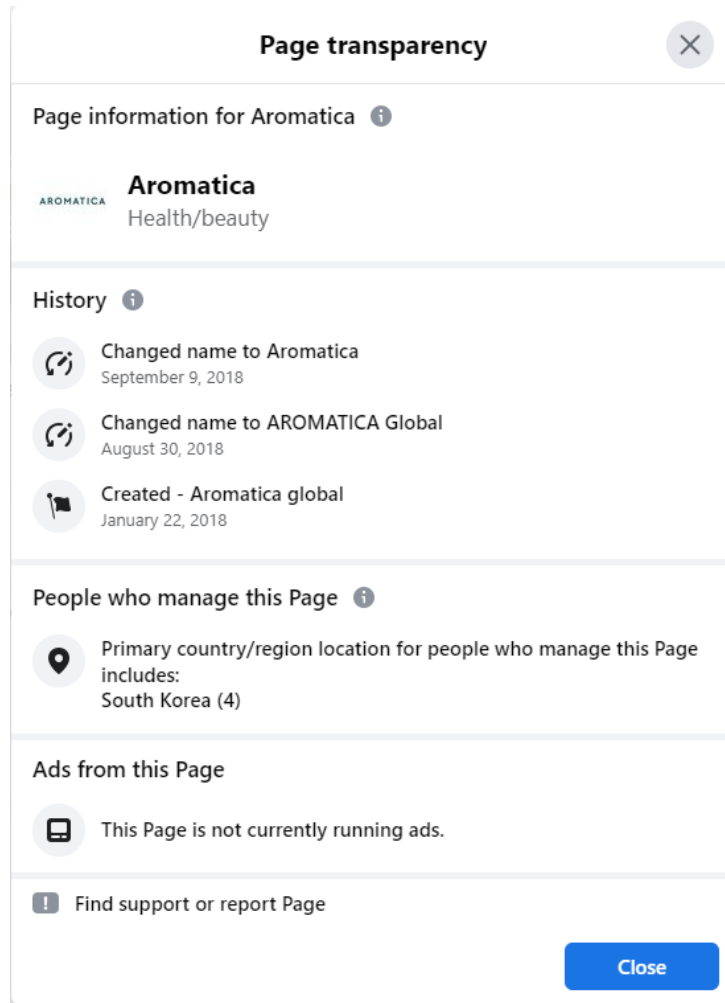 Page transparency
Page information for Aromatica
AROMATICA
Aromatica
Health/beauty
History
Changed name to Aromatica
September 9, 2018
Changed name to AROMATICA Global
August 30, 2018
Created - Aromatica global
January 22, 2018
People who manage this Page
Primary country/region location for people who manage this Page
includes:
South Korea (4)
Ads from this Page
This Page is not currently running ads.
Find support or report Page
Close